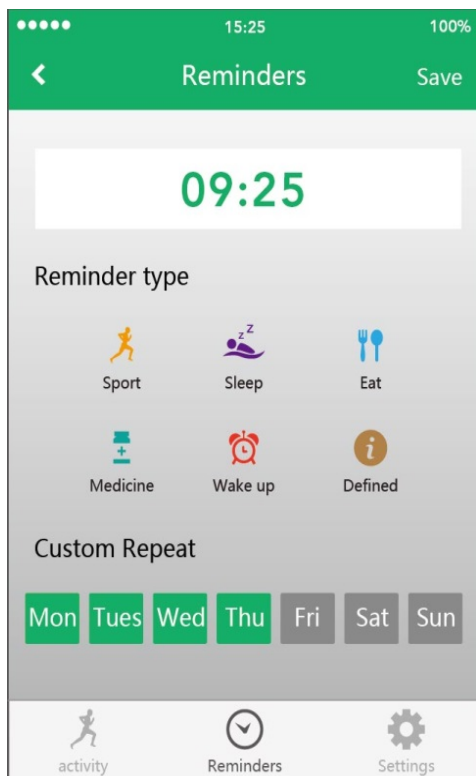 15:25 100%
Reminders Save
09:25
Reminder type
Sport Sleep Eat
Medicine Wake up Defined
Custom Repeat
Mon Tues Wed Thu Fri Sat Sun
activity Reminders Settings